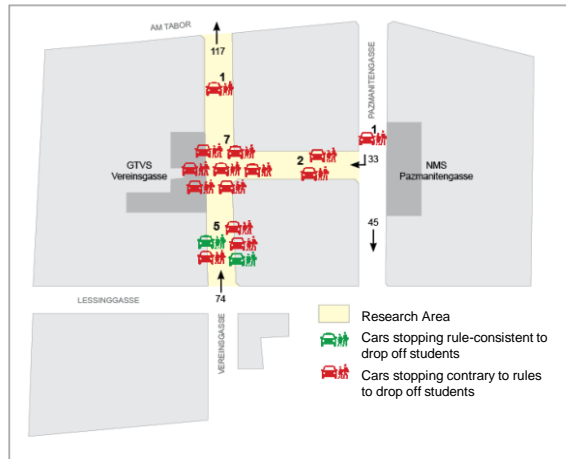 AM TABOR
117
PAZMANITENGASSE
1
1
7
GTVS
Vereinsgasse
2
33
NMS
Pazmanitengasse
5
45
74
LESSINGGASSE
VEREINSGASSE
Research Area
Cars stopping rule-consistent to
drop off students
Cars stopping contrary to rules
to drop off students